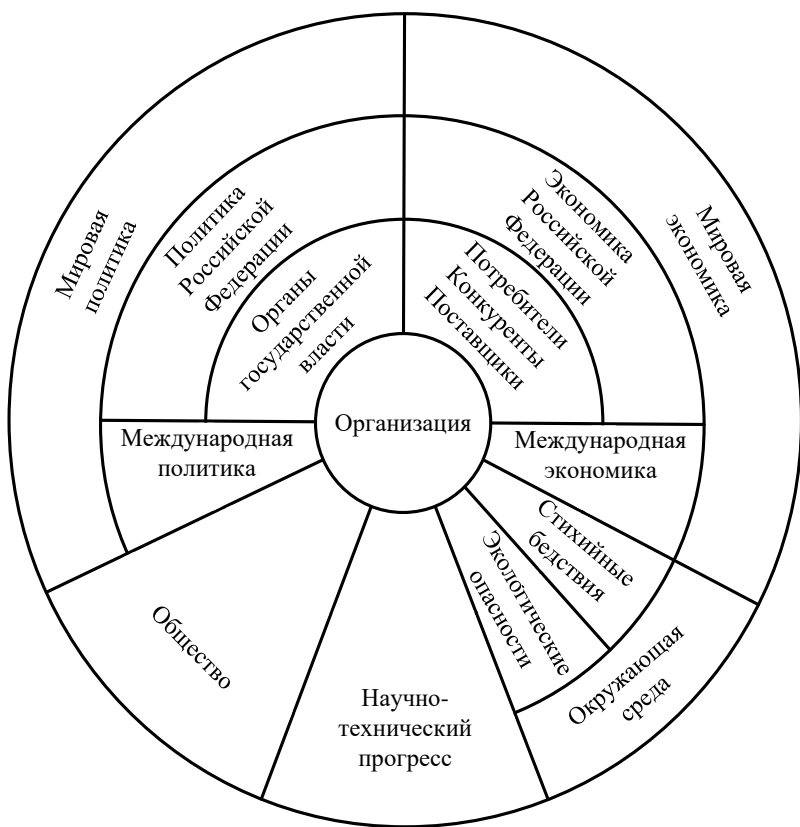 Мировая
политика
Политика
Российской
Федерации
Органы
государственной
власти
Потребители
Конкуренты
Поставщики
Экономика
Российской
Федерации
Мировая
экономика
Организация
Международная
политика
Международная
экономика
Стихийные
бедствия
Экологические
опасности
Окружающая
среда
Общество
Научно-
технический
прогресс